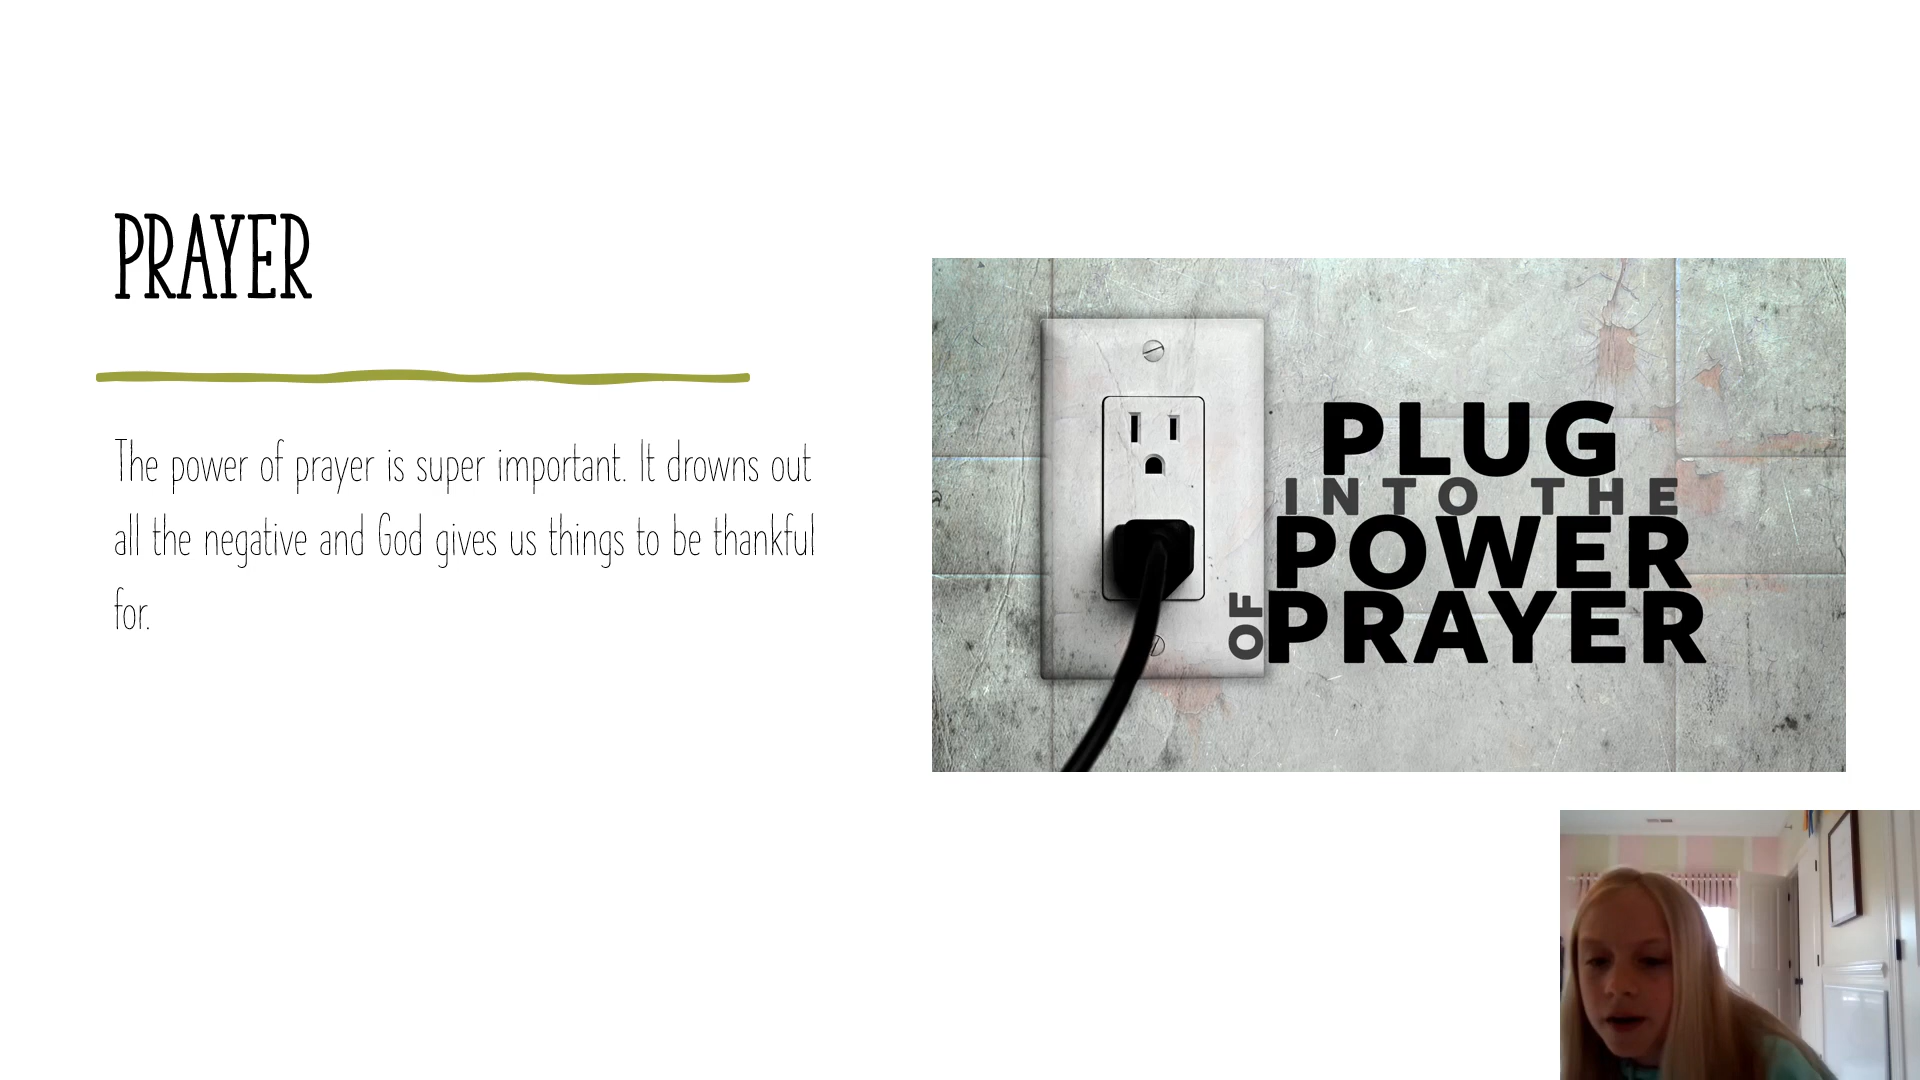 PRAYER
The power of prayer is super important. It drowns out
all the negative and God gives us things to be thankful
for.
PLUG
INTO THE
POWER
OF PRAYER